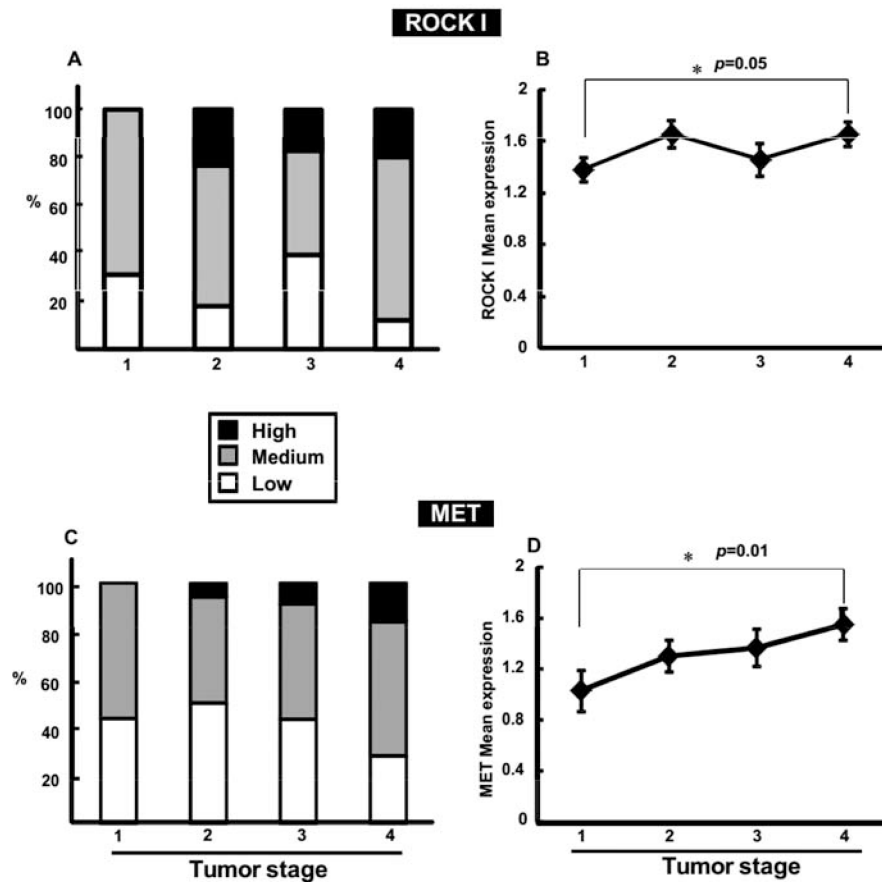 ROCK I
A
100
80
%
60
40
20
1 2 3 4
B
* p=0.05
ROCK I Mean expression
2
1.6
1.2
0.8
0.4
0
1 2 3 4
High
Medium
Low
MET
C
100
80
%
60
40
20
1 2 3 4
Tumor stage
D
* p=0.01
MET Mean expression
2
1.6
1.2
0.8
0.4
0
1 2 3 4
Tumor stage